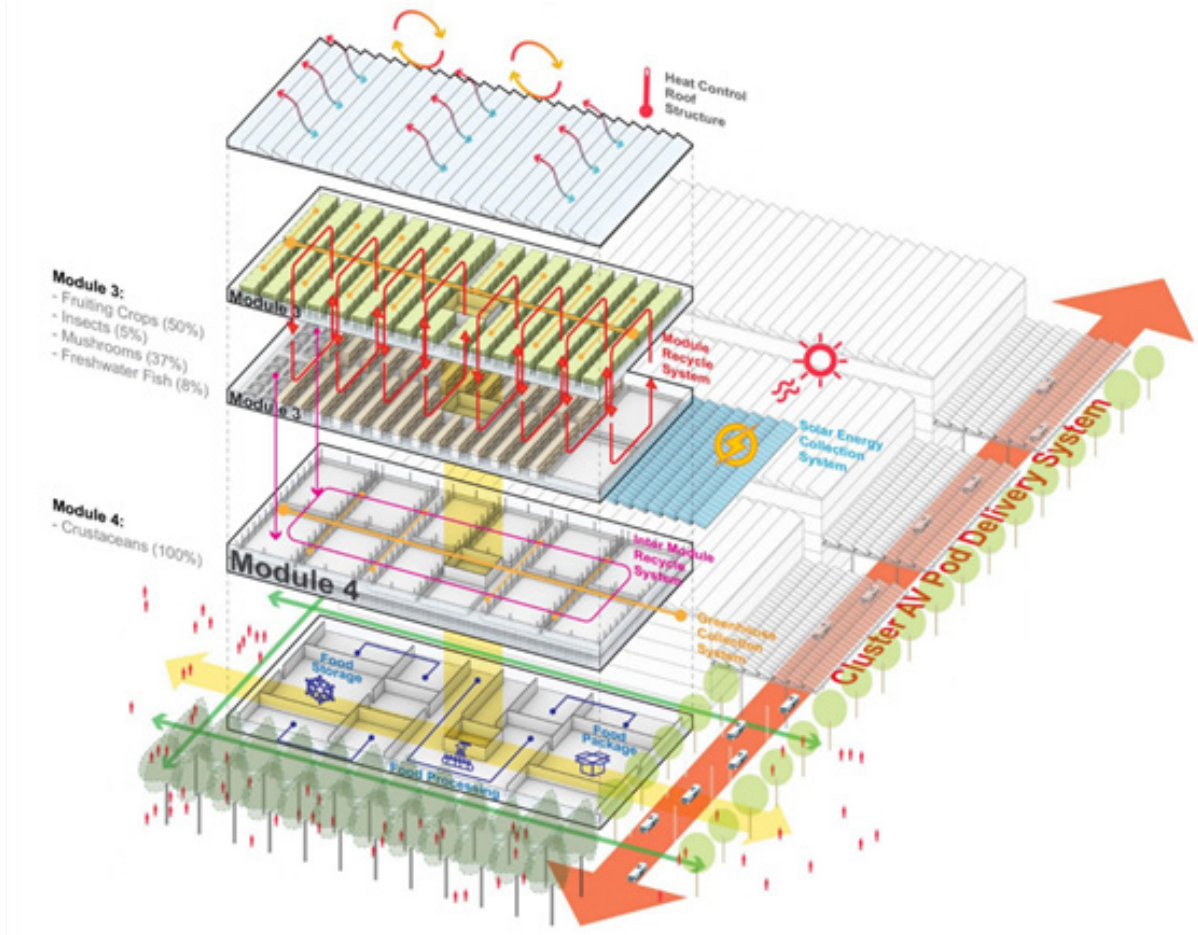 Heat Control
Roof
Structure
Module 3:
- Fruiting Crops (50%)
- Insects (5%)
- Mushrooms (37%)
- Freshwater Fish (8%)
Module 3
Module
Recycle
System
Module 3
Solar Energy
Collection
System
Cluster AV Pod Delivery System
Module 4:
- Crustaceans (100%)
Inter Module
Recycle
System
Module 4
Greenhouse
Collection
System
Food
Storage
Food
Package
Food Processing